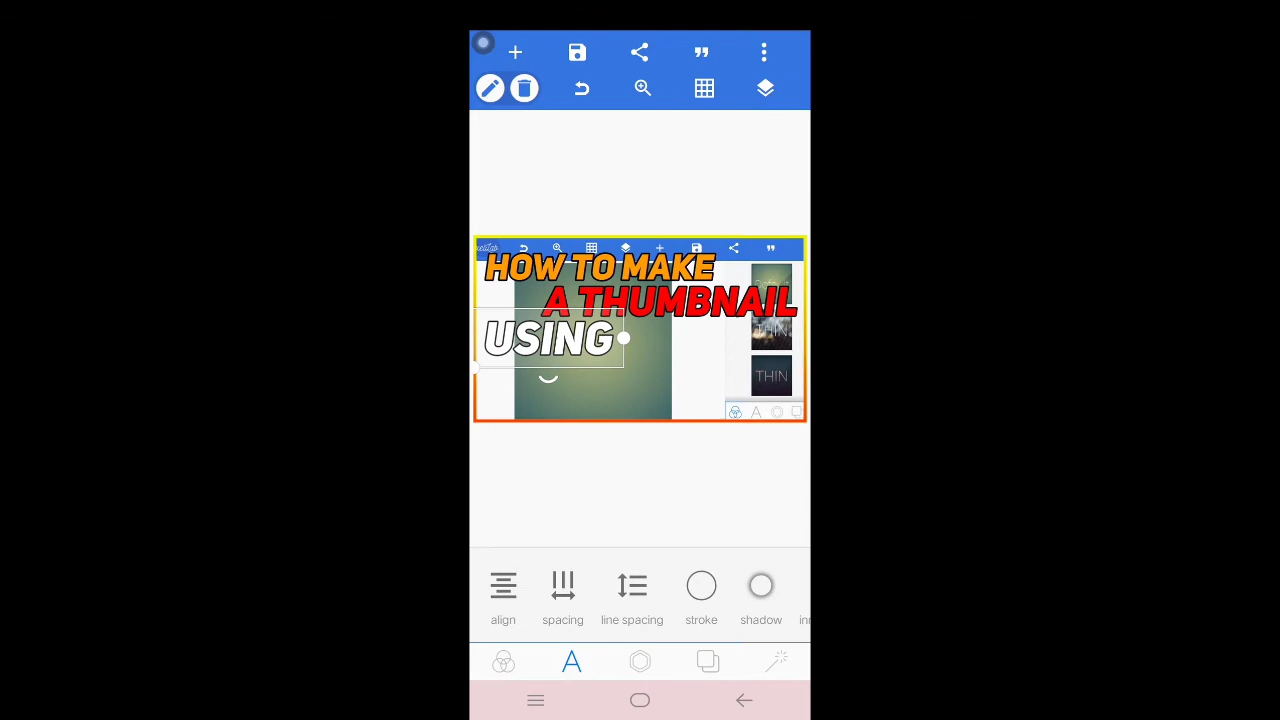 HOW TO MAKE
A THUMBNAIL
THIN
USING
THIN
align spacing line spacing stroke shadow